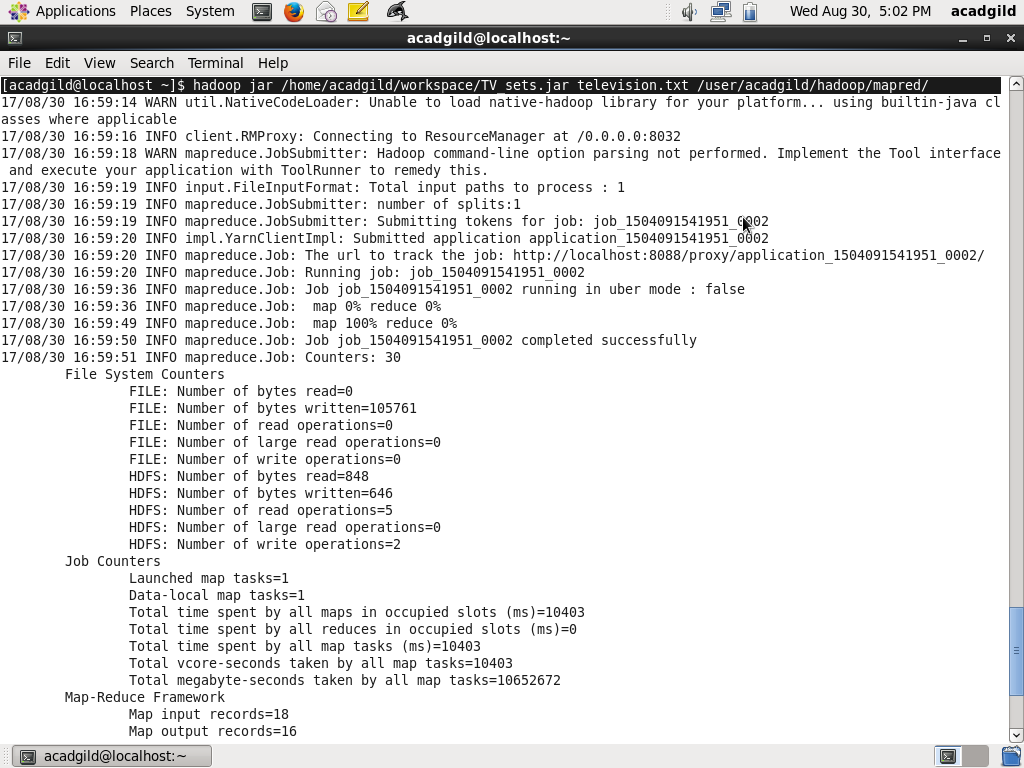 Applications Places System
Wed Aug 30, 5:02 PM acadgild
acadgild@localhost:~
File Edit View Search Terminal Help
[acadgild@localhost ~]$ hadoop jar /home/acadgild/workspace/TV_sets.jar television.txt /user/acadgild/hadoop/mapred/
17/08/30 16:59:14 WARN util.NativeCodeLoader: Unable to load native-hadoop library for your platform... using builtin-java cl
asses where applicable
17/08/30 16:59:16 INFO client.RMProxy: Connecting to ResourceManager at /0.0.0.0:8032
17/08/30 16:59:18 WARN mapreduce.JobSubmitter: Hadoop command-line option parsing not performed. Implement the Tool interface
 and execute your application with ToolRunner to remedy this.
17/08/30 16:59:19 INFO input.FileInputFormat: Total input paths to process : 1
17/08/30 16:59:19 INFO mapreduce.JobSubmitter: number of splits:1
17/08/30 16:59:19 INFO mapreduce.JobSubmitter: Submitting tokens for job: job_1504091541951_0002
17/08/30 16:59:20 INFO impl.YarnClientImpl: Submitted application application_1504091541951_0002
17/08/30 16:59:20 INFO mapreduce.Job: The url to track the job: http://localhost:8088/proxy/application_1504091541951_0002/
17/08/30 16:59:20 INFO mapreduce.Job: Running job: job_1504091541951_0002
17/08/30 16:59:36 INFO mapreduce.Job: Job job_1504091541951_0002 running in uber mode : false
17/08/30 16:59:36 INFO mapreduce.Job:  map 0% reduce 0%
17/08/30 16:59:49 INFO mapreduce.Job:  map 100% reduce 0%
17/08/30 16:59:50 INFO mapreduce.Job: Job job_1504091541951_0002 completed successfully
17/08/30 16:59:51 INFO mapreduce.Job: Counters: 30
File System Counters
FILE: Number of bytes read=0
FILE: Number of bytes written=105761
FILE: Number of read operations=0
FILE: Number of large read operations=0
FILE: Number of write operations=0
HDFS: Number of bytes read=848
HDFS: Number of bytes written=646
HDFS: Number of read operations=5
HDFS: Number of large read operations=0
HDFS: Number of write operations=2
Job Counters
Launched map tasks=1
Data-local map tasks=1
Total time spent by all maps in occupied slots (ms)=10403
Total time spent by all reduces in occupied slots (ms)=0
Total time spent by all map tasks (ms)=10403
Total vcore-seconds taken by all map tasks=10403
Total megabyte-seconds taken by all map tasks=10652672
Map-Reduce Framework
Map input records=18
Map output records=16
acadgild@localhost:~